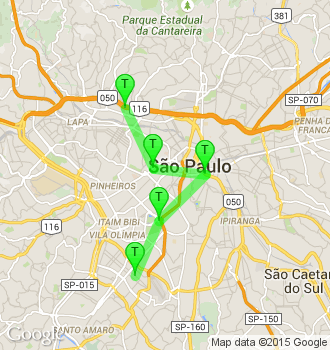 Parque Estadual
da Cantareira
381
050
116
T
SP-070
LAPA
PENHA DE
FRANCA
T
São Paulo
T
PINHEIROS
050
T
116
ITAIM BIBI
VILA OLÍMPIA
IPIRANGA
T
São Caetan
do Sul
SP-015
SANTO AMARO
SP-150
SP-160
Google
Map data ©2015 Google